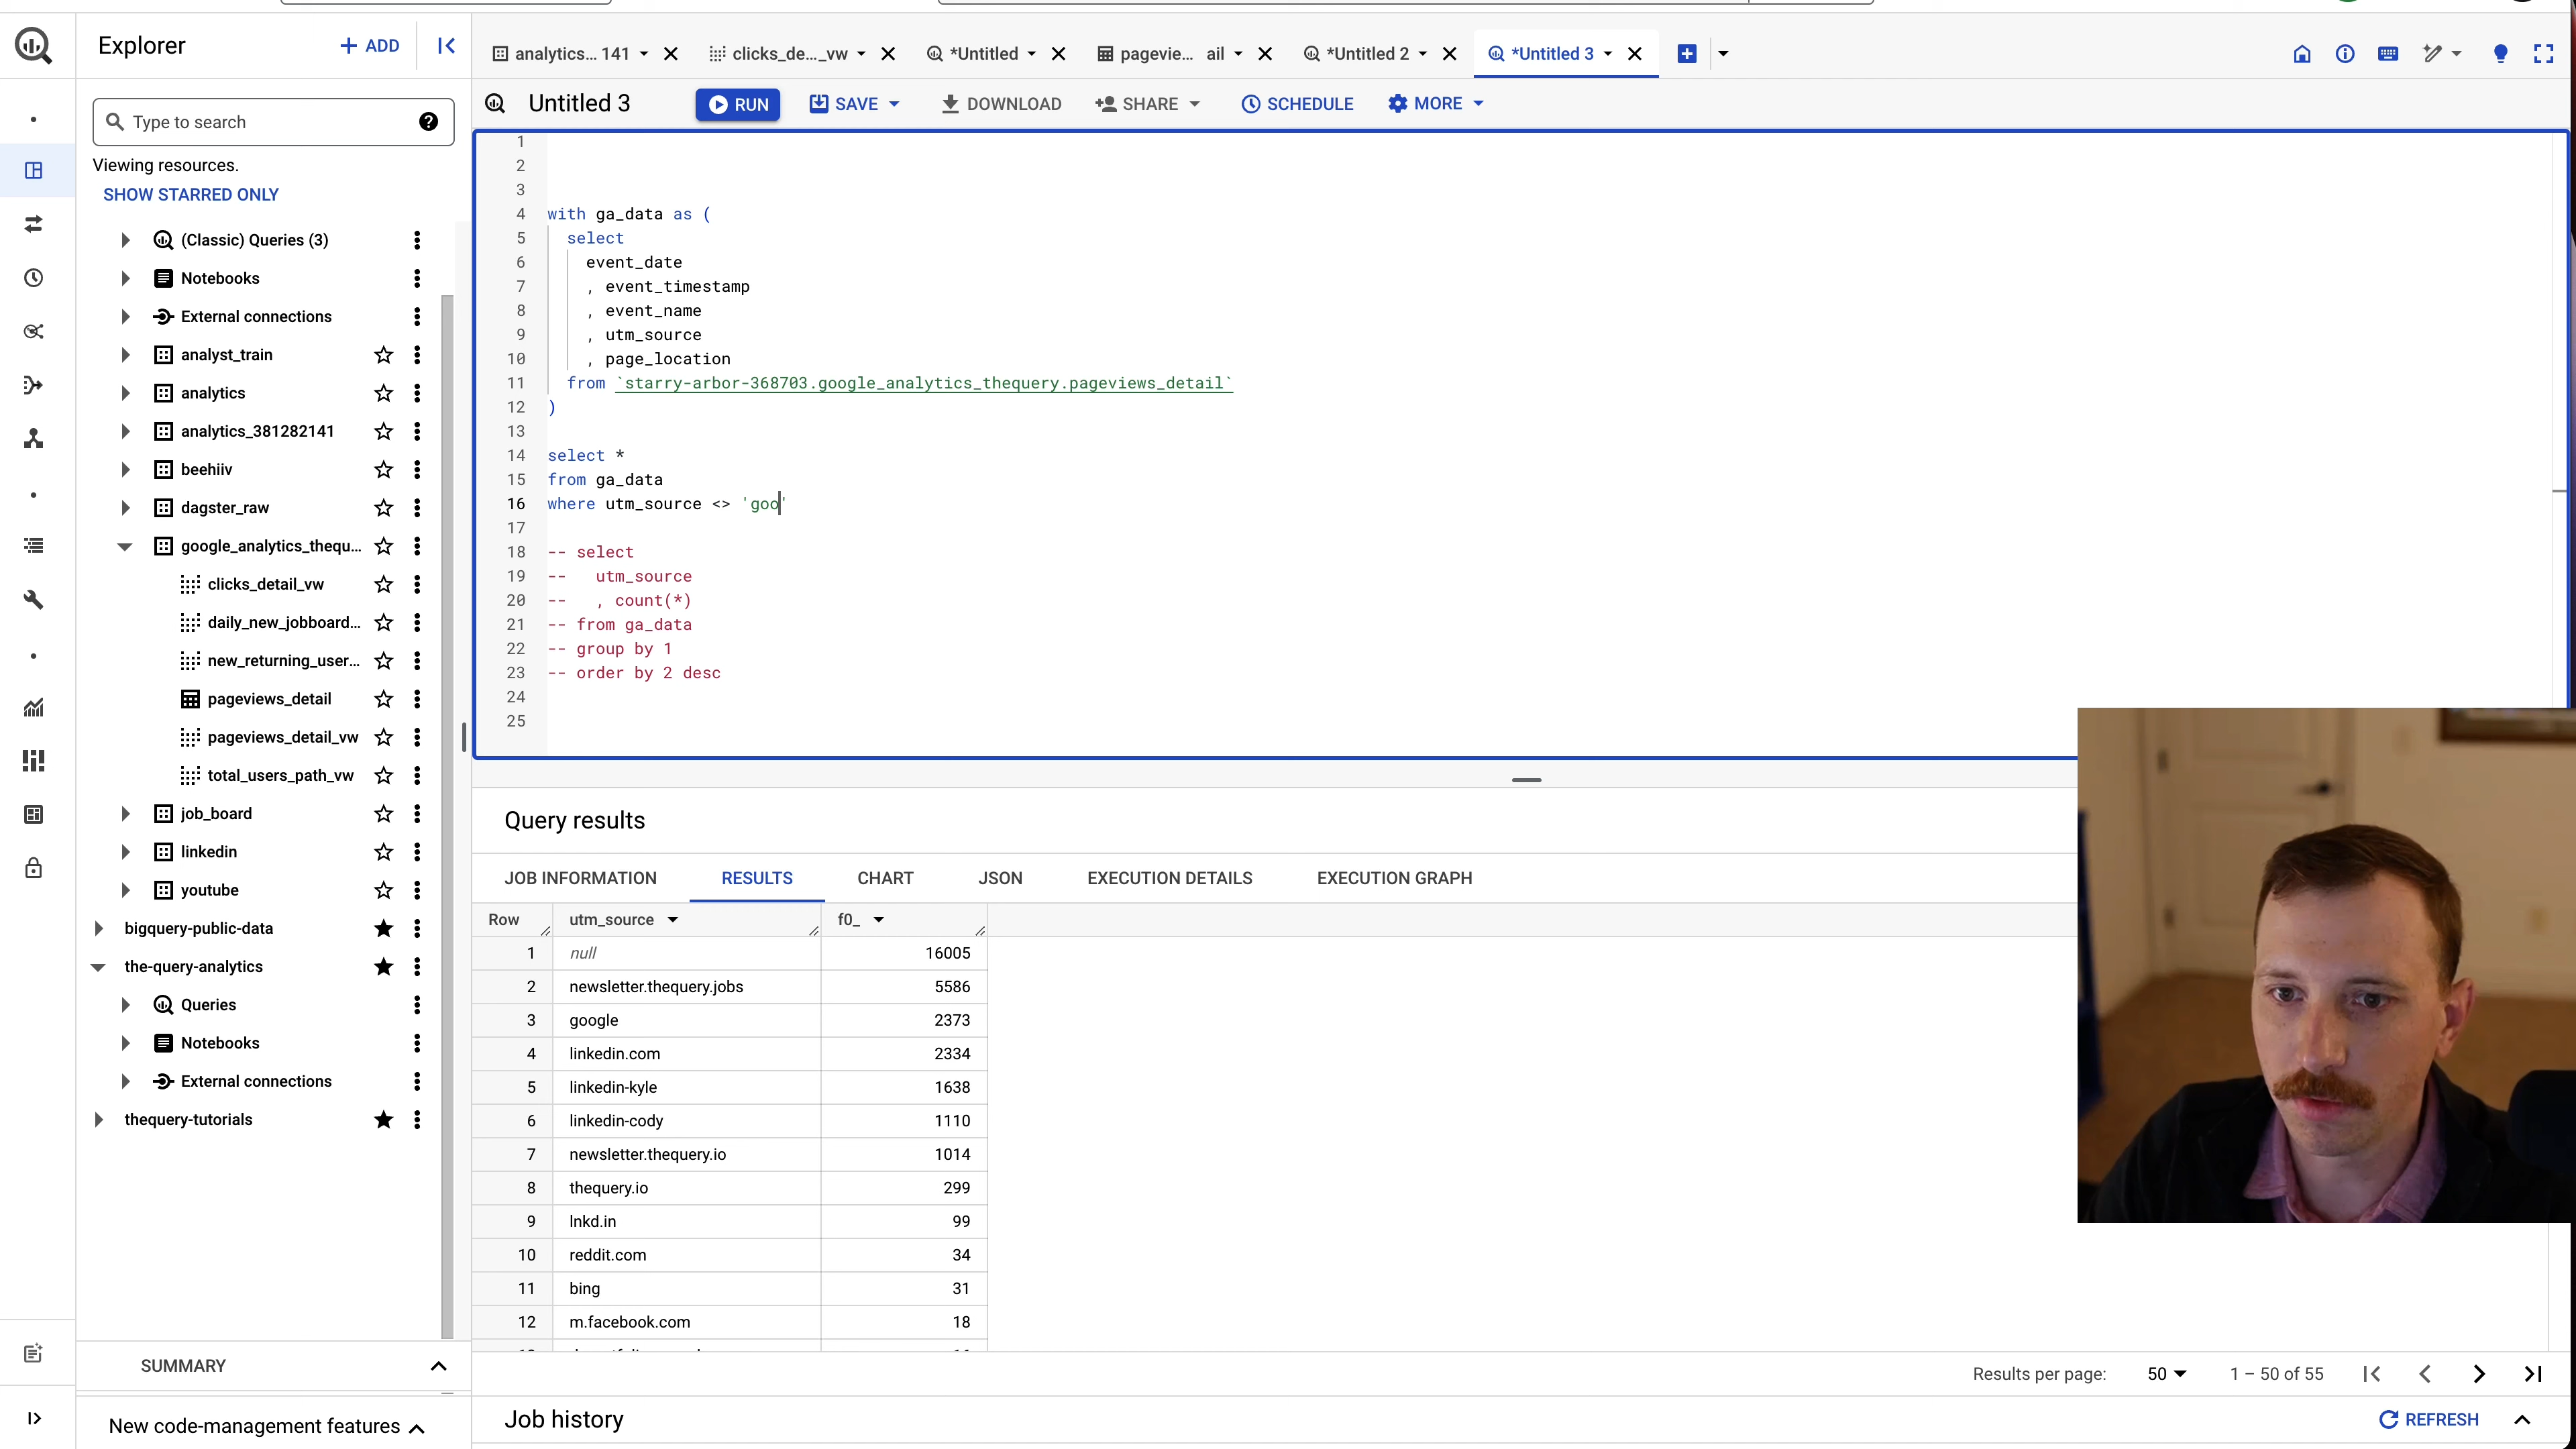 Explorer
+ ADD
Type to search
Viewing resources.
SHOW STARRED ONLY
(Classic) Queries (3)
Notebooks
External connections
analyst_train
analytics
analytics_381282141
beehiiv
dagster_raw
google_analytics_thequ...
clicks_detail_vw
daily_new_jobboard...
new_returning_user...
pageviews_detail
pageviews_detail_vw
total_users_path_vw
job_board
linkedin
youtube
bigquery-public-data
the-query-analytics
Queries
Notebooks
External connections
thequery-tutorials
SUMMARY
New code-management features
analytics... 141
clicks_de..._vw
*Untitled
pagevie... ail
*Untitled 2
*Untitled 3
Untitled 3
RUN
SAVE
DOWNLOAD
SHARE
SCHEDULE
MORE
1
2
3
4 with ga_data as (
5 select
6 event_date
7 , event_timestamp
8 , event_name
9 , utm_source
10 , page_location
11 from `starry-arbor-368703.google_analytics_thequery.pageviews_detail`
12 )
13
14 select *
15 from ga_data
16 where utm_source <> 'goo'
17
18 -- select
19 -- utm_source
20 -- , count(*)
21 -- from ga_data
22 -- group by 1
23 -- order by 2 desc
24
25
Query results
JOB INFORMATION
RESULTS
CHART
JSON
EXECUTION DETAILS
EXECUTION GRAPH
Row utm_source f0_
1 null 16005
2 newsletter.thequery.jobs 5586
3 google 2373
4 linkedin.com 2334
5 linkedin-kyle 1638
6 linkedin-cody 1110
7 newsletter.thequery.io 1014
8 thequery.io 299
9 lnkd.in 99
10 reddit.com 34
11 bing 31
12 m.facebook.com 18
Results per page: 50 1 – 50 of 55
Job history
REFRESH